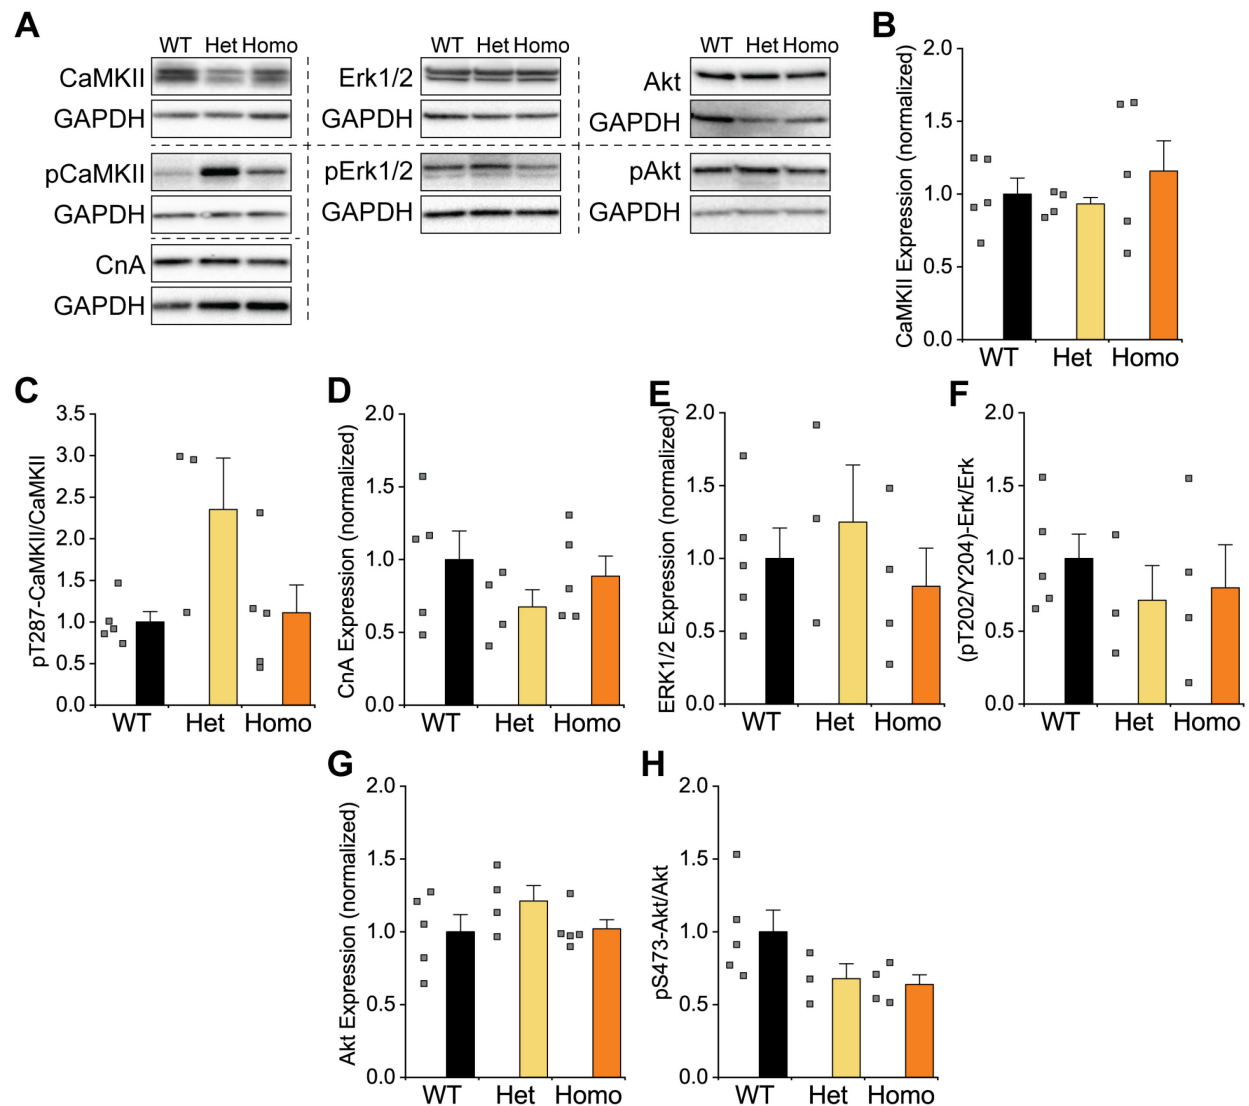 A
WT Het Homo
CaMKII
GAPDH
pCaMKII
GAPDH
CnA
GAPDH
WT Het Homo
Erk1/2
GAPDH
pErk1/2
GAPDH
WT Het Homo
Akt
GAPDH
pAkt
GAPDH
B
CaMKII Expression (normalized)
2.0
1.5
1.0
0.5
0.0
WT Het Homo
C
pT287-CaMKII/CaMKII
3.5
3.0
2.5
2.0
1.5
1.0
0.5
0.0
WT Het Homo
D
CnA Expression (normalized)
2.0
1.5
1.0
0.5
0.0
WT Het Homo
E
ERK1/2 Expression (normalized)
2.0
1.5
1.0
0.5
0.0
WT Het Homo
F
(pT202/Y204)-Erk/Erk
2.0
1.5
1.0
0.5
0.0
WT Het Homo
G
Akt Expression (normalized)
2.0
1.5
1.0
0.5
0.0
WT Het Homo
H
pS473-Akt/Akt
2.0
1.5
1.0
0.5
0.0
WT Het Homo